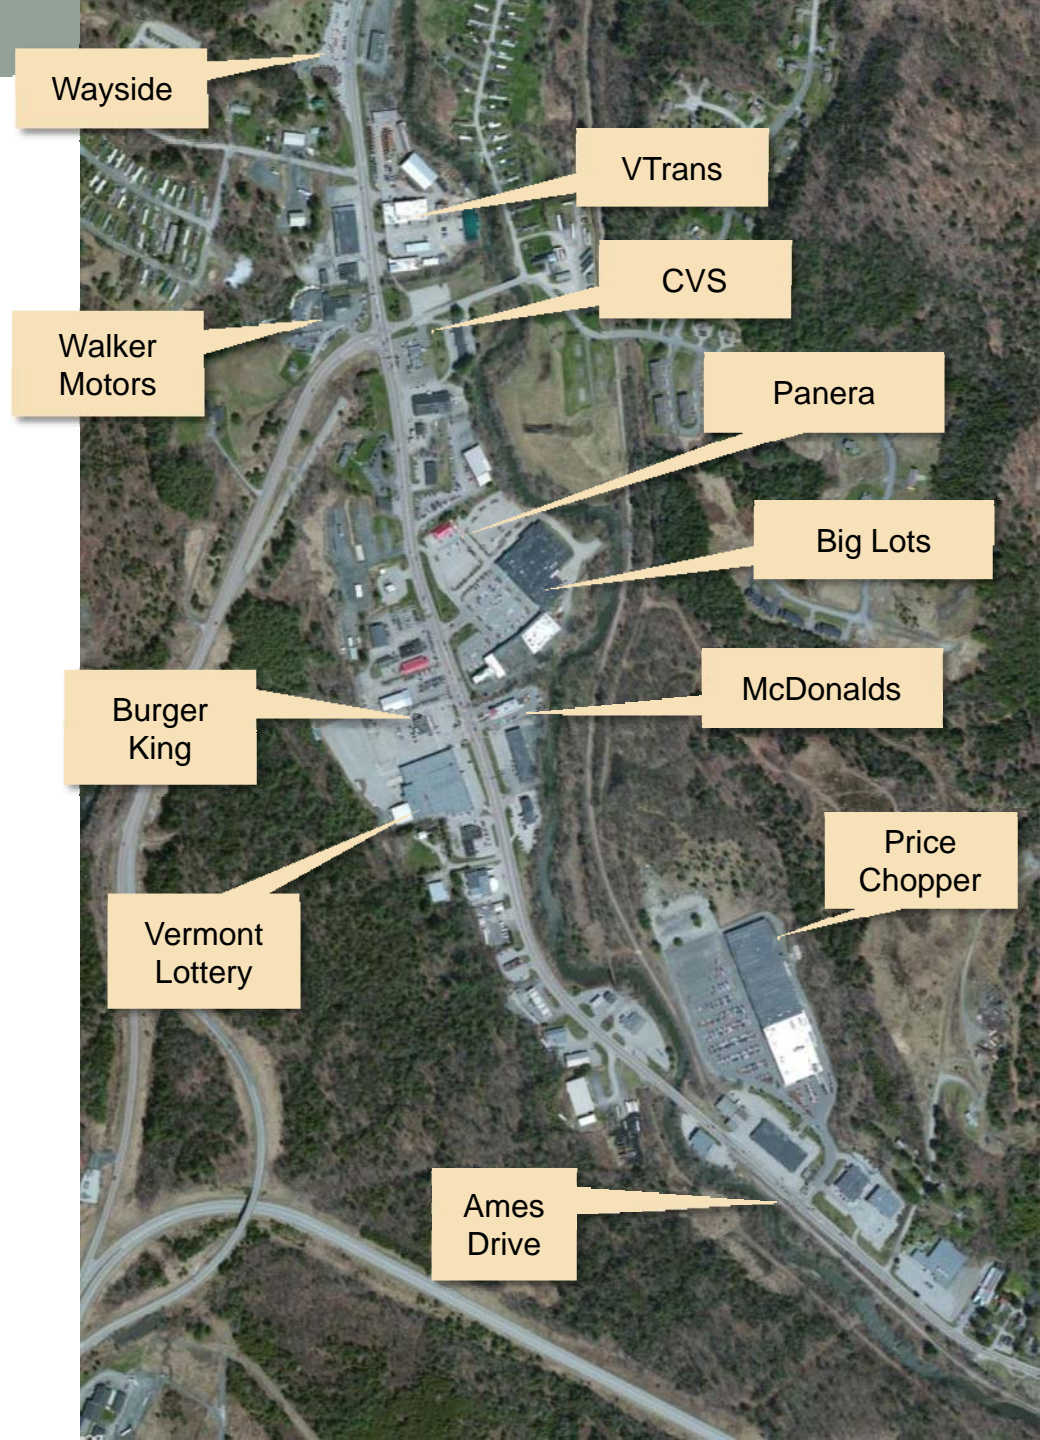 Wayside
VTrans
CVS
Walker
Motors
Panera
Big Lots
McDonalds
Burger
King
Price
Chopper
Vermont
Lottery
Ames
Drive